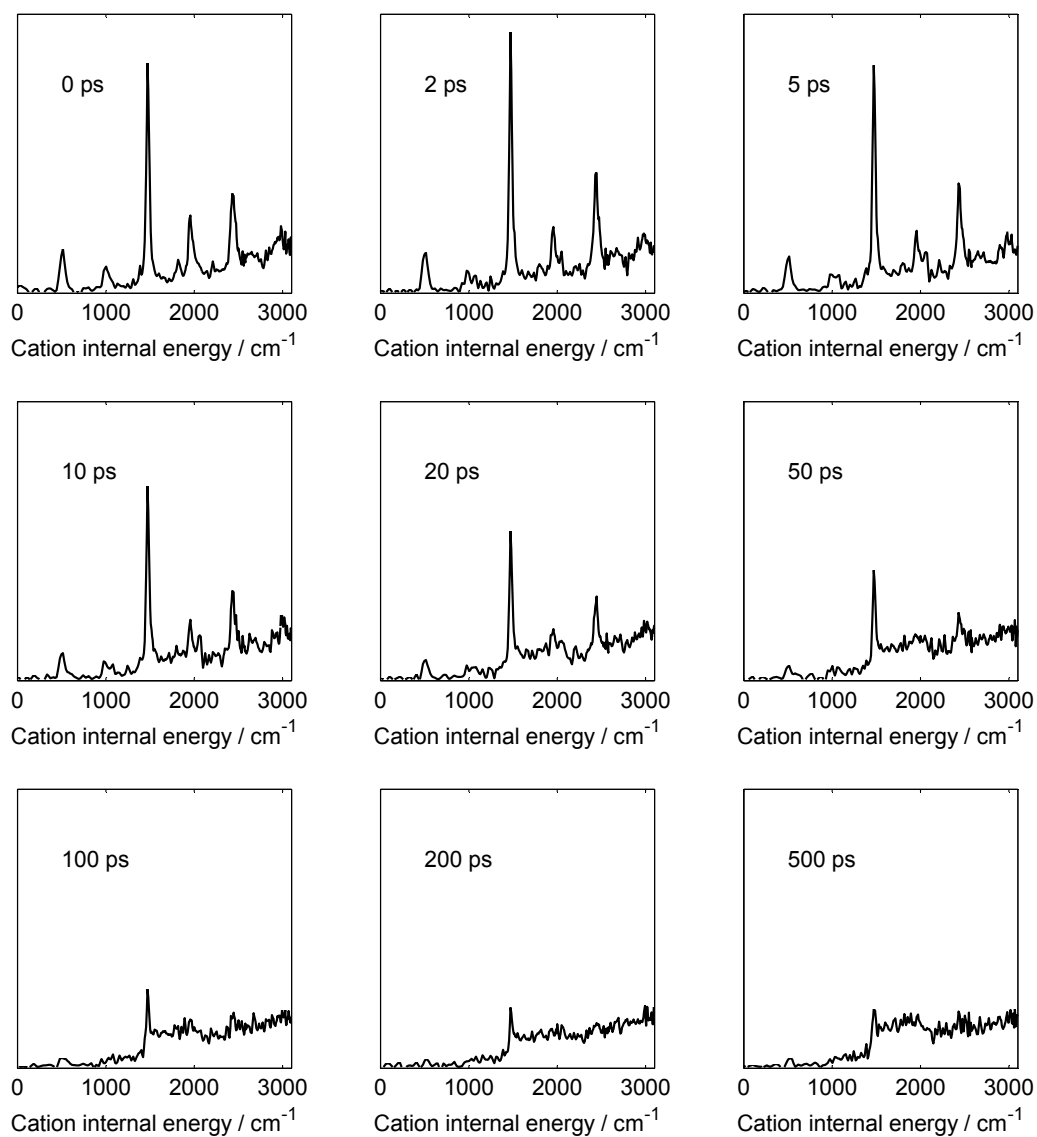 0 ps 2 ps 5 ps
0 1000 2000 3000 0 1000 2000 3000 0 1000 2000 3000
Cation internal energy / cm⁻¹ Cation internal energy / cm⁻¹ Cation internal energy / cm⁻¹
10 ps 20 ps 50 ps
0 1000 2000 3000 0 1000 2000 3000 0 1000 2000 3000
Cation internal energy / cm⁻¹ Cation internal energy / cm⁻¹ Cation internal energy / cm⁻¹
100 ps 200 ps 500 ps
0 1000 2000 3000 0 1000 2000 3000 0 1000 2000 3000
Cation internal energy / cm⁻¹ Cation internal energy / cm⁻¹ Cation internal energy / cm⁻¹